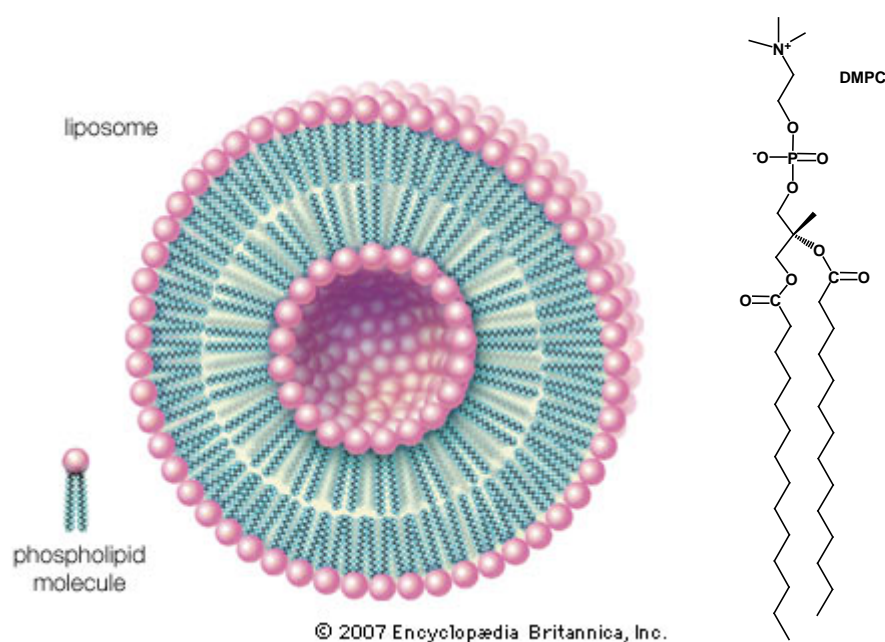 liposome
phospholipid
molecule
© 2007 Encyclopædia Britannica, Inc.
N+
DMPC
O
-O P O
O
O
O C O
O C